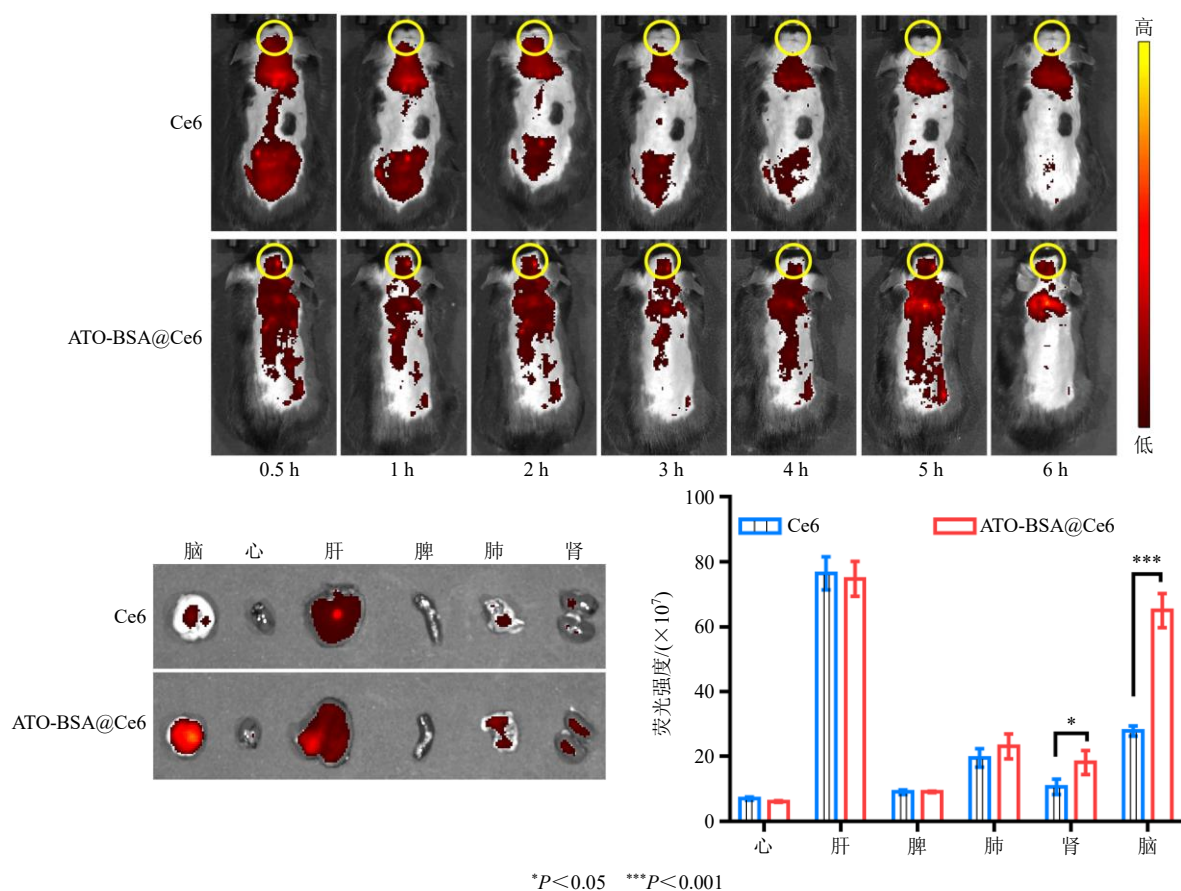 高
Ce6
ATO-BSA@Ce6
低
0.5 h 1 h 2 h 3 h 4 h 5 h 6 h
脑 心 肝 脾 肺 肾
Ce6
ATO-BSA@Ce6
荧光强度/(×10⁷)
100
80
60
40
20
0
Ce6 ATO-BSA@Ce6
*
***
心 肝 脾 肺 肾 脑
*P<0.05 ***P<0.001